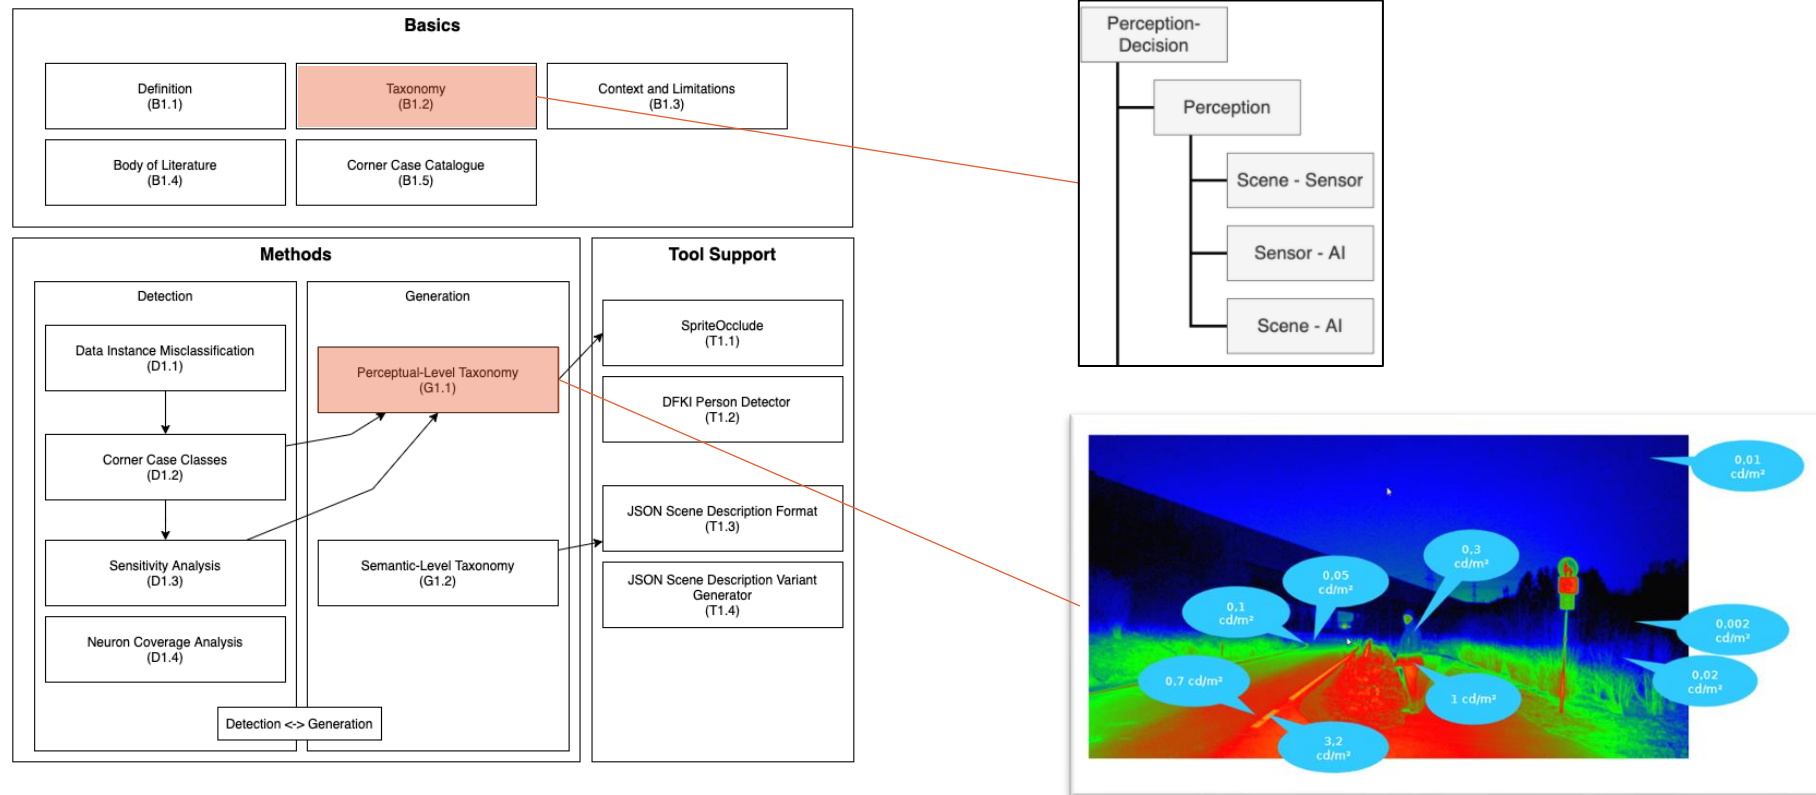 Basics
Definition
(B1.1)
Taxonomy
(B1.2)
Context and Limitations
(B1.3)
Body of Literature
(B1.4)
Corner Case Catalogue
(B1.5)
Methods
Detection
Data Instance Misclassification
(D1.1)
Corner Case Classes
(D1.2)
Sensitivity Analysis
(D1.3)
Neuron Coverage Analysis
(D1.4)
Generation
Perceptual-Level Taxonomy
(G1.1)
Semantic-Level Taxonomy
(G1.2)
Detection <-> Generation
Tool Support
SpriteOcclude
(T1.1)
DFKI Person Detector
(T1.2)
JSON Scene Description Format
(T1.3)
JSON Scene Description Variant
Generator
(T1.4)
Perception-
Decision
Perception
Scene - Sensor
Sensor - AI
Scene - AI
0,01
cd/m²
0,3
cd/m²
0,05
cd/m²
0,1
cd/m²
0,002
cd/m²
0,02
cd/m²
0,7 cd/m²
1 cd/m²
3,2
cd/m²